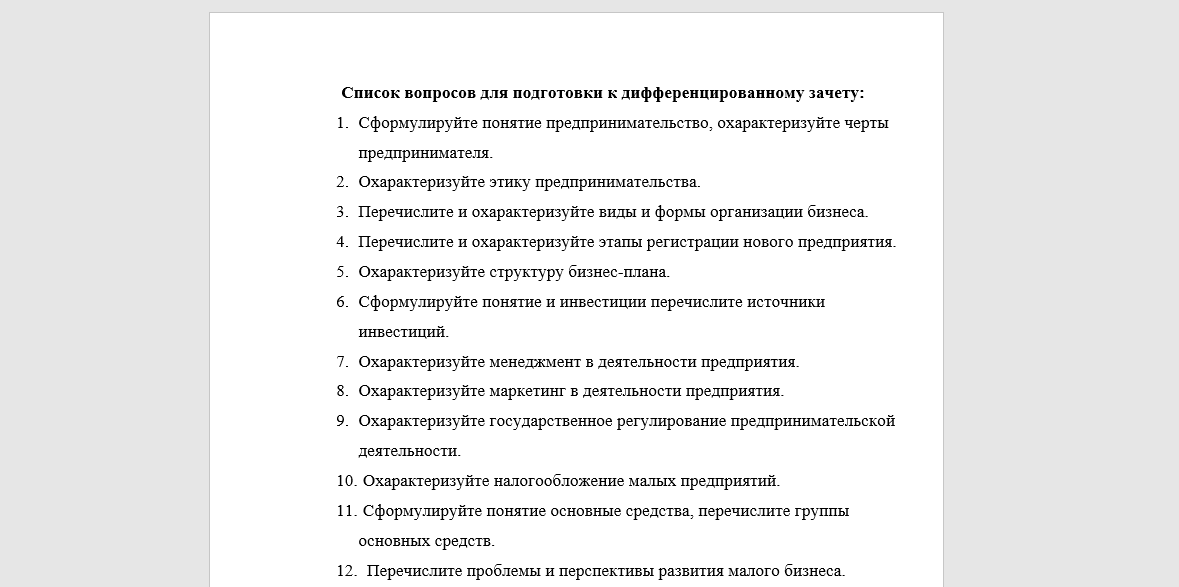 Список вопросов для подготовки к дифференцированному зачету:
1. Сформулируйте понятие предпринимательство, охарактеризуйте черты
предпринимателя.
2. Охарактеризуйте этику предпринимательства.
3. Перечислите и охарактеризуйте виды и формы организации бизнеса.
4. Перечислите и охарактеризуйте этапы регистрации нового предприятия.
5. Охарактеризуйте структуру бизнес-плана.
6. Сформулируйте понятие и инвестиции перечислите источники
инвестиций.
7. Охарактеризуйте менеджмент в деятельности предприятия.
8. Охарактеризуйте маркетинг в деятельности предприятия.
9. Охарактеризуйте государственное регулирование предпринимательской
деятельности.
10. Охарактеризуйте налогообложение малых предприятий.
11. Сформулируйте понятие основные средства, перечислите группы
основных средств.
12. Перечислите проблемы и перспективы развития малого бизнеса.